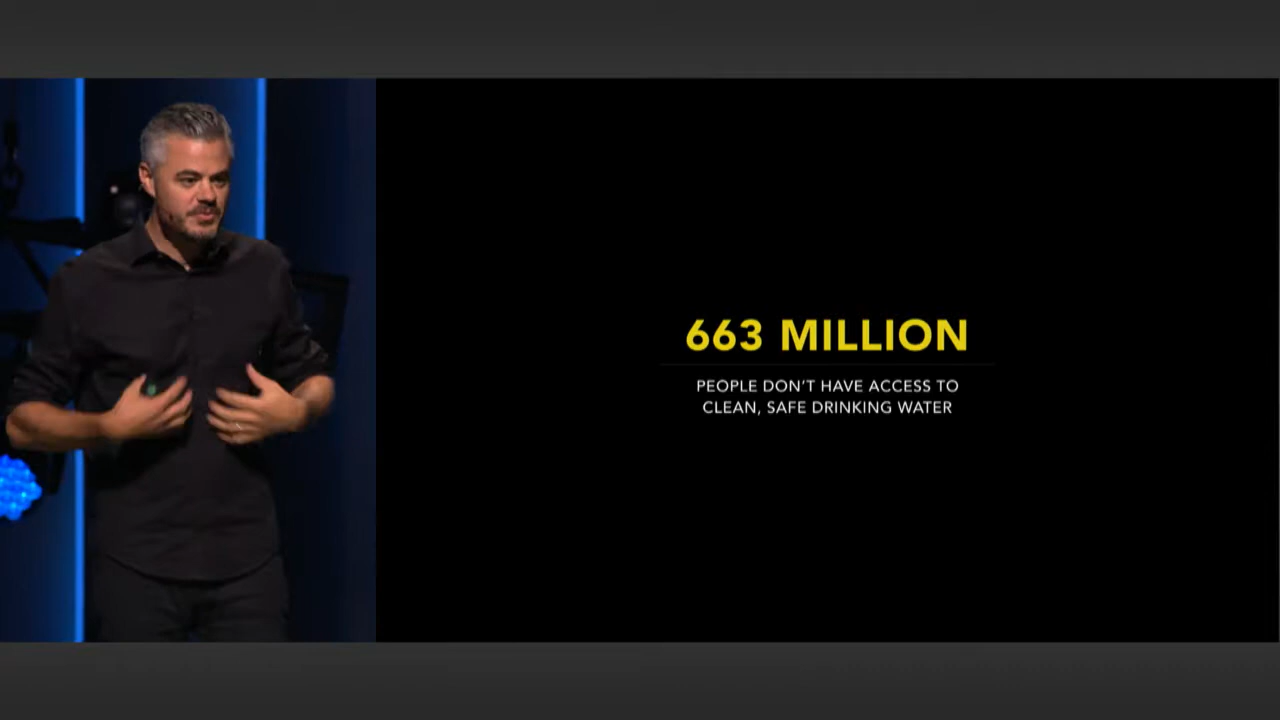 663 MILLION
PEOPLE DON'T HAVE ACCESS TO
CLEAN, SAFE DRINKING WATER